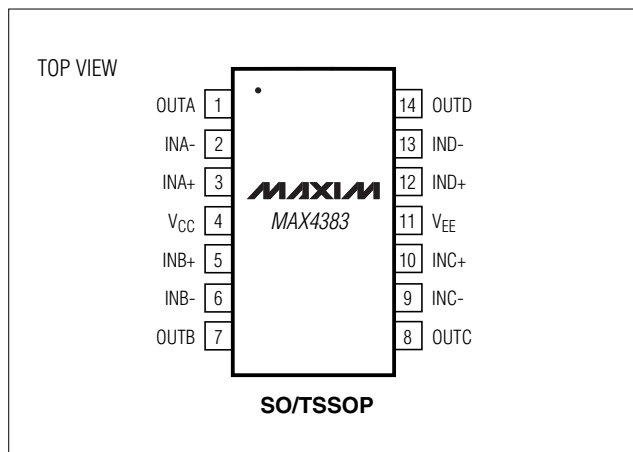 TOP VIEW
OUTA 1
14 OUTD
INA- 2
13 IND-
INA+ 3
12 IND+
MAXIM
VCC 4
MAX4383
11 VEE
INB+ 5
10 INC+
INB- 6
9 INC-
OUTB 7
8 OUTC
SO/TSSOP